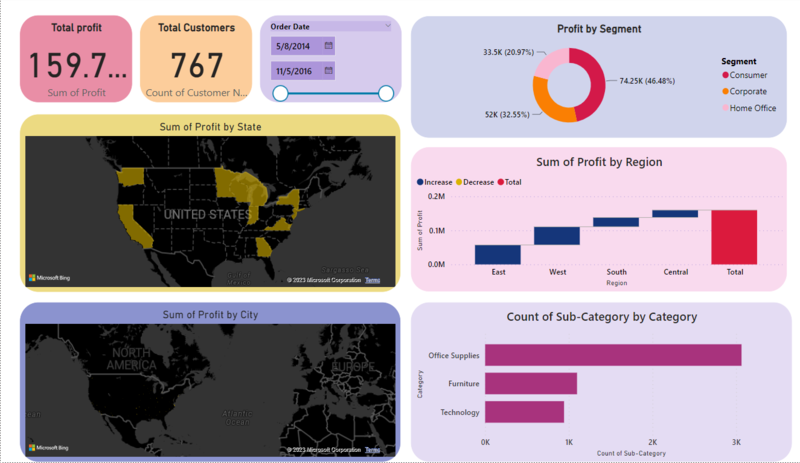 Total profit
159.7...
Sum of Profit
Total Customers
767
Count of Customer N...
Order Date
5/8/2014
11/5/2016
Profit by Segment
33.5K (20.97%)
74.25K (46.48%)
52K (32.55%)
Segment
Consumer
Corporate
Home Office
Sum of Profit by State
UNITED STATES
Microsoft Bing
© 2023 Microsoft Corporation Terms
Sum of Profit by Region
Increase Decrease Total
Sum of Profit
0.2M
0.1M
0.0M
East West South Central Total
Region
Sum of Profit by City
NORTH
AMERICA
EUROPE
Atlantic
Ocean
Microsoft Bing
© 2023 Microsoft Corporation Terms
Count of Sub-Category by Category
Category
Office Supplies
Furniture
Technology
0K 1K 2K 3K
Count of Sub-Category